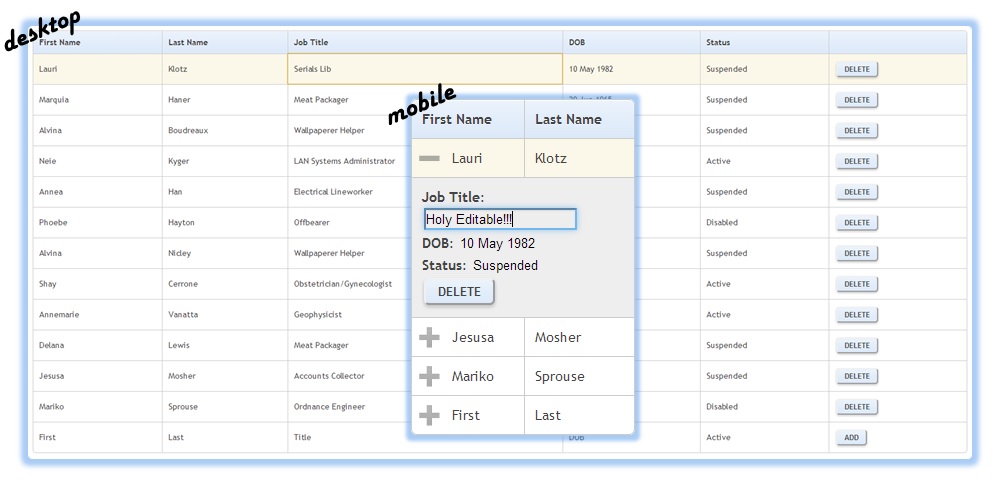 desktop
First Name Last Name Job Title DOB Status
Lauri Klotz Serials Lib 10 May 1982 Suspended DELETE
Marquia Haner Meat Packager Suspended DELETE
Alvina Boudreaux Wallpaperer Helper Suspended DELETE
Neie Kyger LAN Systems Administrator Active DELETE
Annea Han Electrical Lineworker Suspended DELETE
Phoebe Hayton Offbearer Disabled DELETE
Alvina Nicley Wallpaperer Helper Suspended DELETE
Shay Cerrone Obstetrician/Gynecologist Active DELETE
Annemarie Vanatta Geophysicist Active DELETE
Delana Lewis Meat Packager Suspended DELETE
Jesusa Mosher Accounts Collector Suspended DELETE
Mariko Sprouse Ordnance Engineer Disabled DELETE
First Last Title DOB Active ADD
mobile
First Name Last Name
Lauri Klotz
Job Title:
Holy Editable!!!
DOB: 10 May 1982
Status: Suspended
DELETE
Jesusa Mosher
Mariko Sprouse
First Last